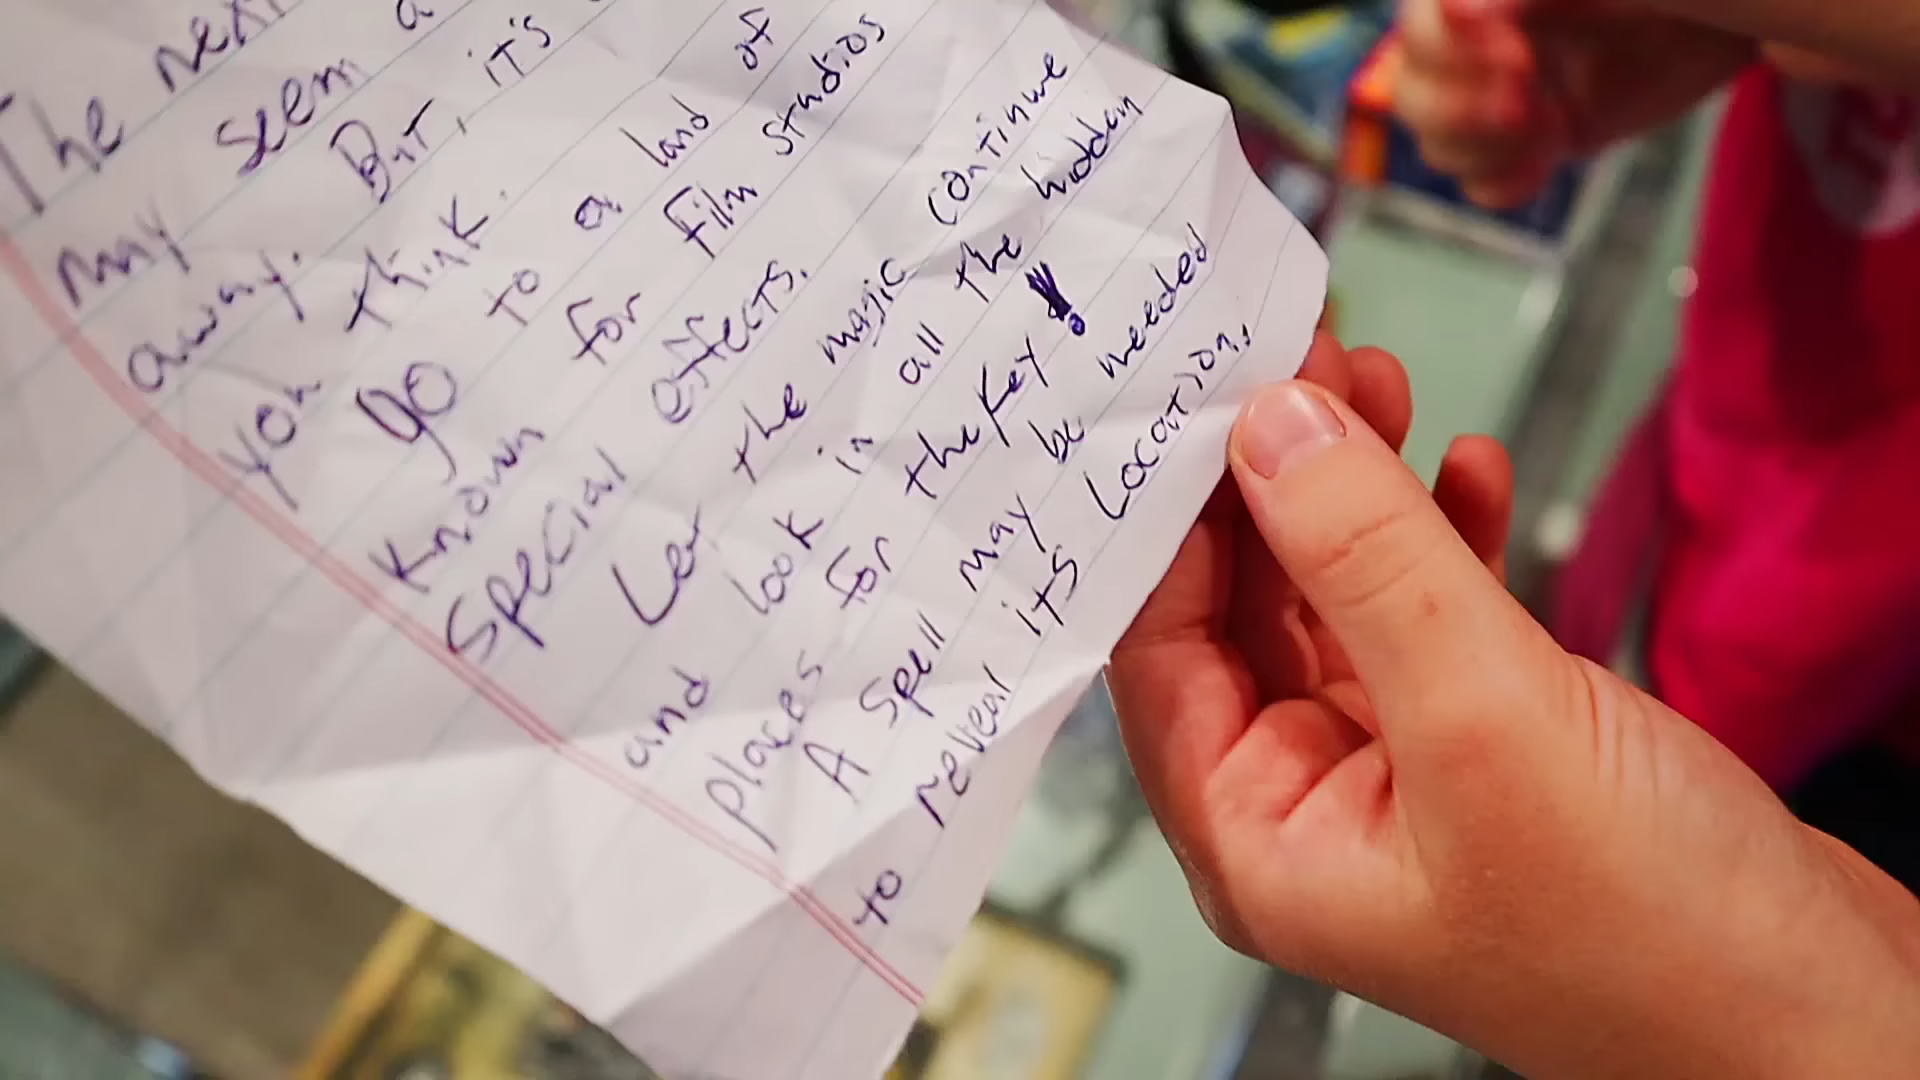 The next
may seem a
away. But, it's
you think.
go to a land of
known for film studios
special effects.
Let the magic continue
and look in all the hidden
places for the key!
A spell may be needed
to reveal its location.